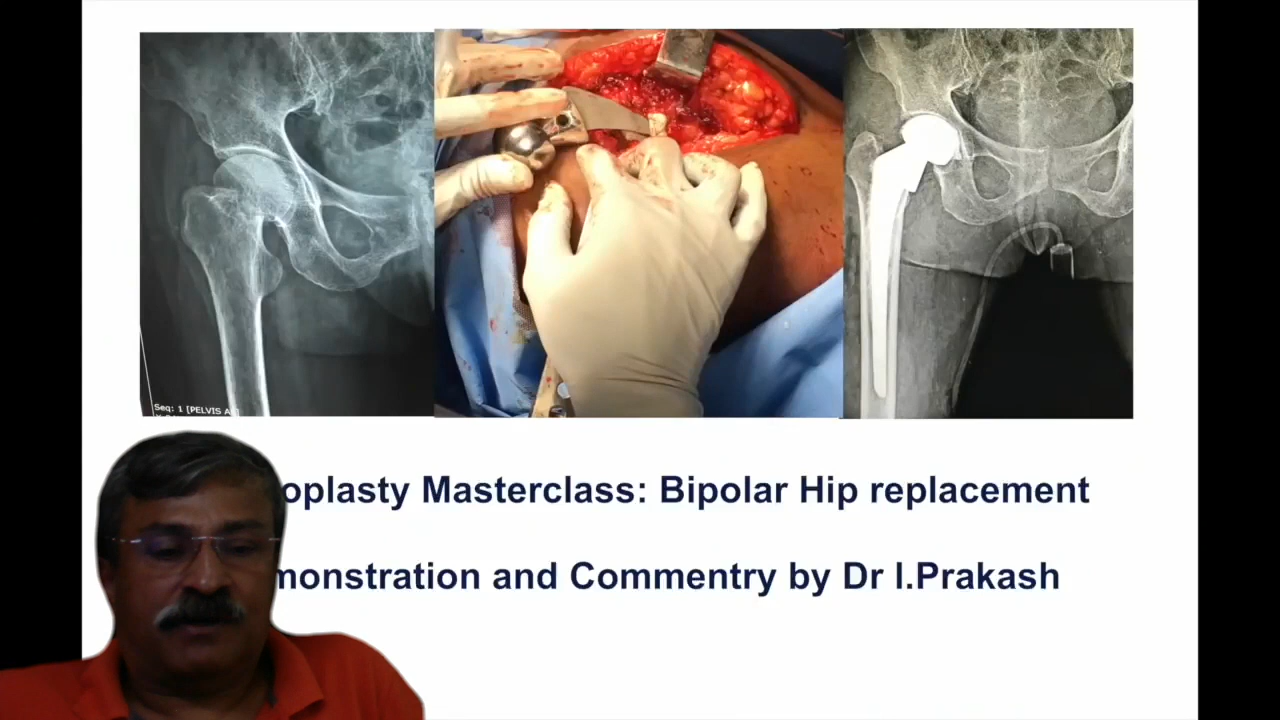 Seq: 1 [PELVIS A
oplasty Masterclass: Bipolar Hip replacement
monstration and Commentry by Dr I.Prakash